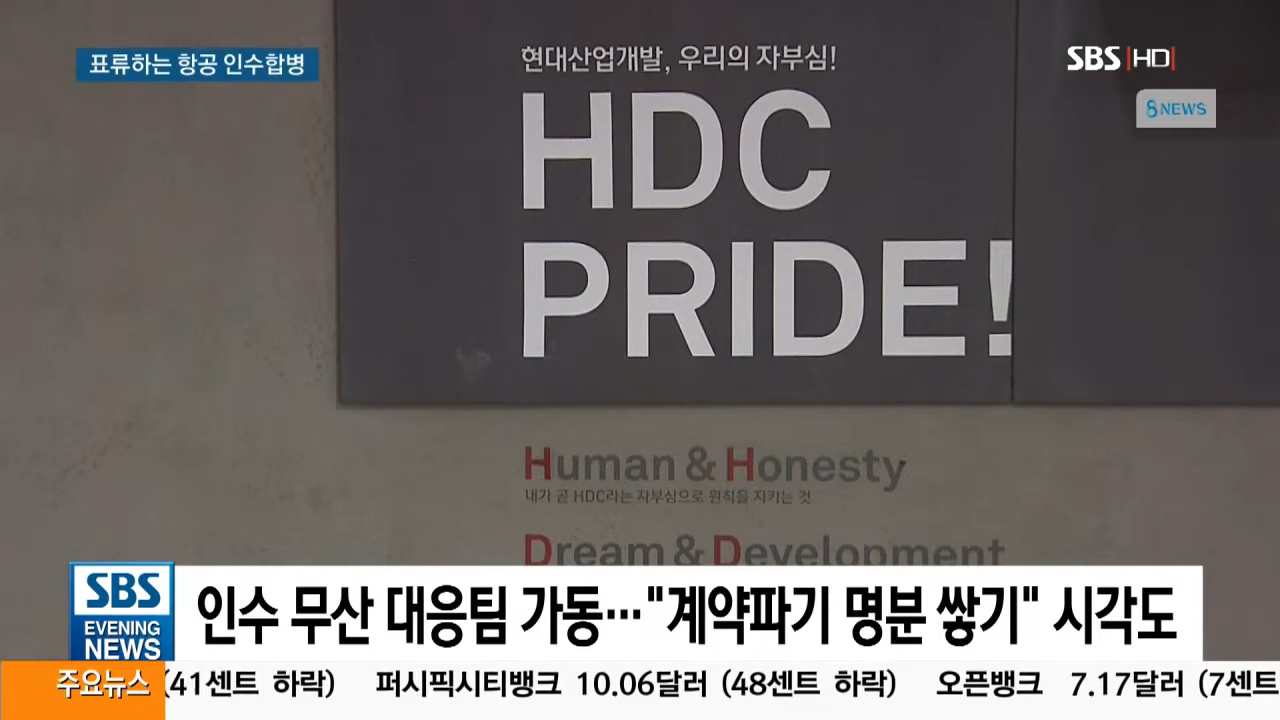 표류하는 항공 인수합병
SBS HD
8 NEWS
현대산업개발, 우리의 자부심!
HDC
PRIDE!
Human & Honesty
내가 곧 HDC라는 자부심으로 원칙을 지키는 것
Dream & Development
SBS
EVENING
NEWS
인수 무산 대응팀 가동…"계약파기 명분 쌓기" 시각도
주요뉴스 (41센트 하락) 퍼시픽시티뱅크 10.06달러 (48센트 하락) 오픈뱅크 7.17달러 (7센트